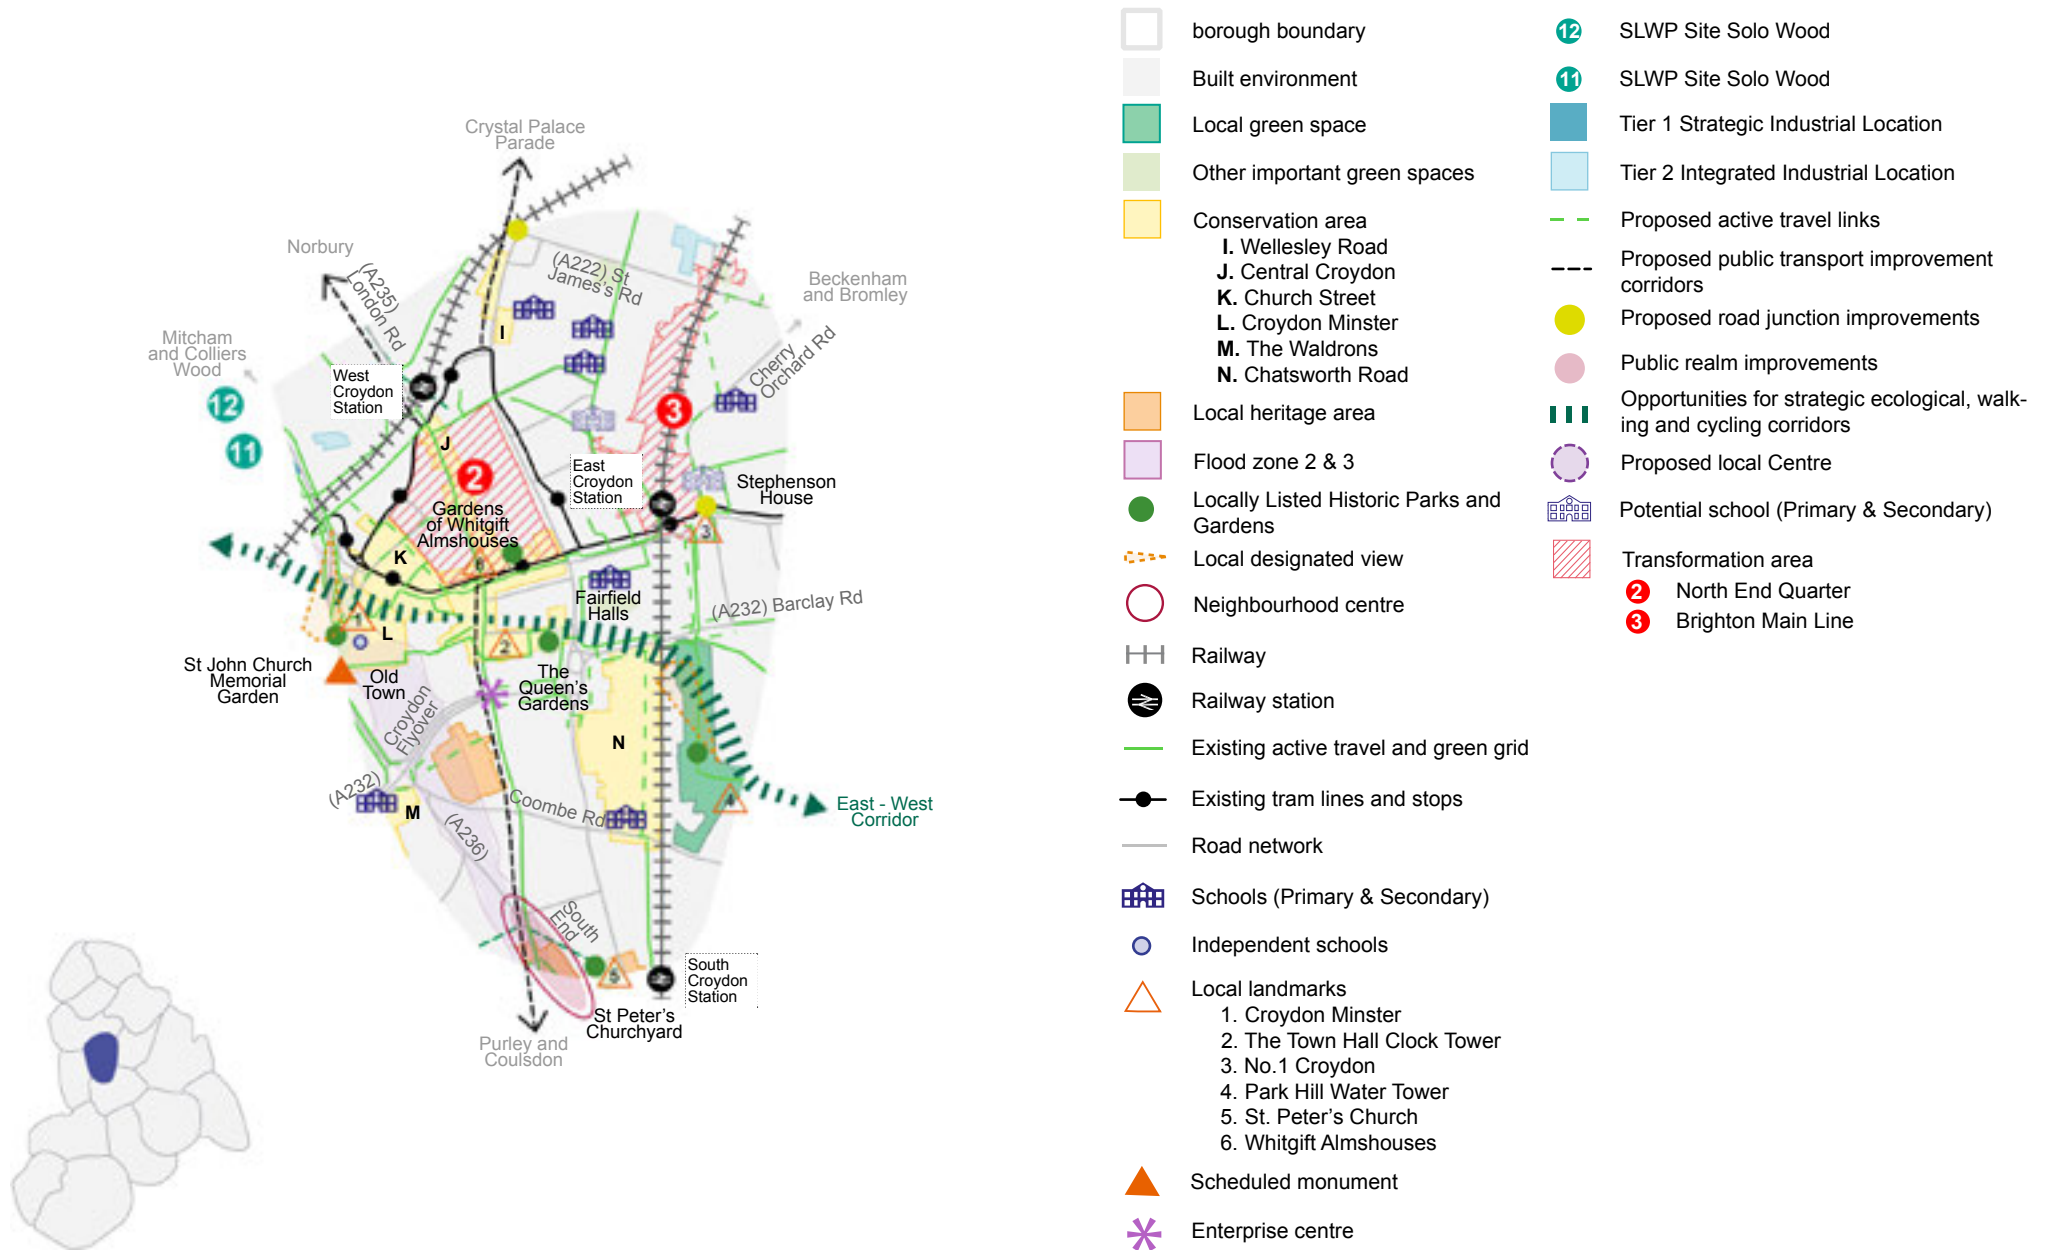 Crystal Palace
Parade
Norbury
(A235)
London Rd
(A222) St
James's Rd
Beckenham
and Bromley
Mitcham
and Colliers
Wood
Cherry
Orchard Rd
I
West
Croydon
Station
12
11
J
3
2
East
Croydon
Station
Stephenson
House
Gardens
of Whitgift
Almshouses
3
K
6
Fairfield
Halls
(A232) Barclay Rd
1
L
2
St John Church
Memorial
Garden
Old
Town
The
Queen's
Gardens
Croydon
Flyover
N
(A232)
M
Coombe Rd
4
East - West
Corridor
(A236)
South
End
5
South
Croydon
Station
St Peter's
Churchyard
Purley and
Coulsdon
borough boundary
Built environment
Local green space
Other important green spaces
Conservation area
I. Wellesley Road
J. Central Croydon
K. Church Street
L. Croydon Minster
M. The Waldrons
N. Chatsworth Road
Local heritage area
Flood zone 2 & 3
Locally Listed Historic Parks and
Gardens
Local designated view
Neighbourhood centre
Railway
Railway station
Existing active travel and green grid
Existing tram lines and stops
Road network
Schools (Primary & Secondary)
Independent schools
Local landmarks
1. Croydon Minster
2. The Town Hall Clock Tower
3. No.1 Croydon
4. Park Hill Water Tower
5. St. Peter's Church
6. Whitgift Almshouses
Scheduled monument
Enterprise centre
12 SLWP Site Solo Wood
11 SLWP Site Solo Wood
Tier 1 Strategic Industrial Location
Tier 2 Integrated Industrial Location
Proposed active travel links
Proposed public transport improvement
corridors
Proposed road junction improvements
Public realm improvements
Opportunities for strategic ecological, walk-
ing and cycling corridors
Proposed local Centre
Potential school (Primary & Secondary)
Transformation area
2 North End Quarter
3 Brighton Main Line